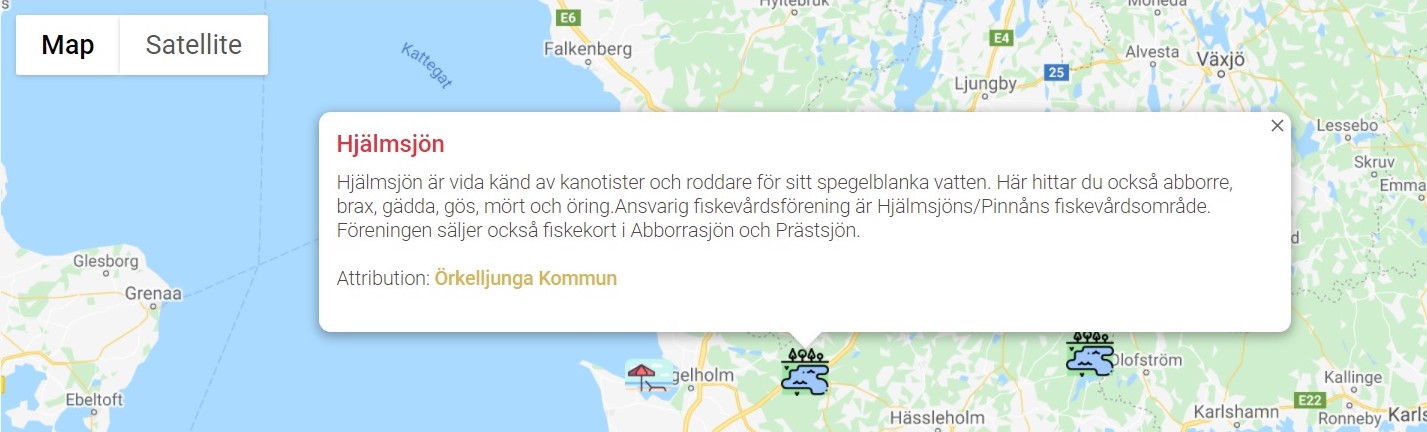 Map
Satellite
E6
Falkenberg
Kattegat
E4
Alvesta
Växjö
25
Ljungby
Lessebo
Skruv
Emma
Hjälmsjön
Hjälmsjön är vida känd av kanotister och roddare för sitt spegelblanka vatten. Här hittar du också abborre,
brax, gädda, gös, mört och öring.Ansvarig fiskevårdsförening är Hjälmsjöns/Pinnåns fiskevårdsområde.
Föreningen säljer också fiskekort i Abborrasjön och Prästsjön.
Attribution: Örkelljunga Kommun
Glesborg
Grenaa
Ebeltoft
gelholm
Olofström
Hässleholm
Kallinge
E22
Karlshamn
Ronneby
Karls